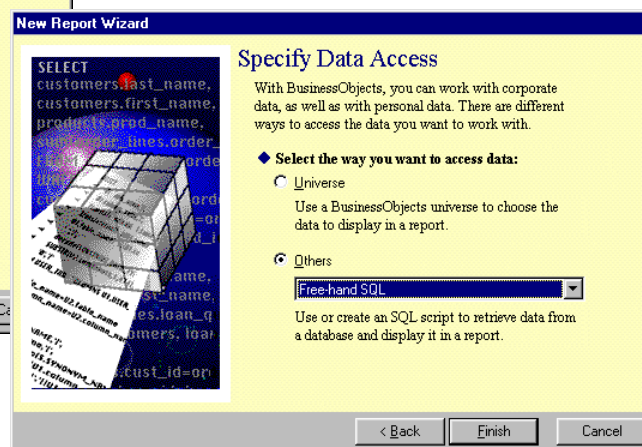 New Report Wizard
SELECT
customers.last_name,
customers.first_name,
products.prod_name,
Specify Data Access
With BusinessObjects, you can work with corporate
data, as well as with personal data. There are different
ways to access the data you want to work with.
Select the way you want to access data:
Universe
Use a BusinessObjects universe to choose the
data to display in a report.
Others
Free-hand SQL
Use or create an SQL script to retrieve data from
a database and display it in a report.
< Back
Finish
Cancel